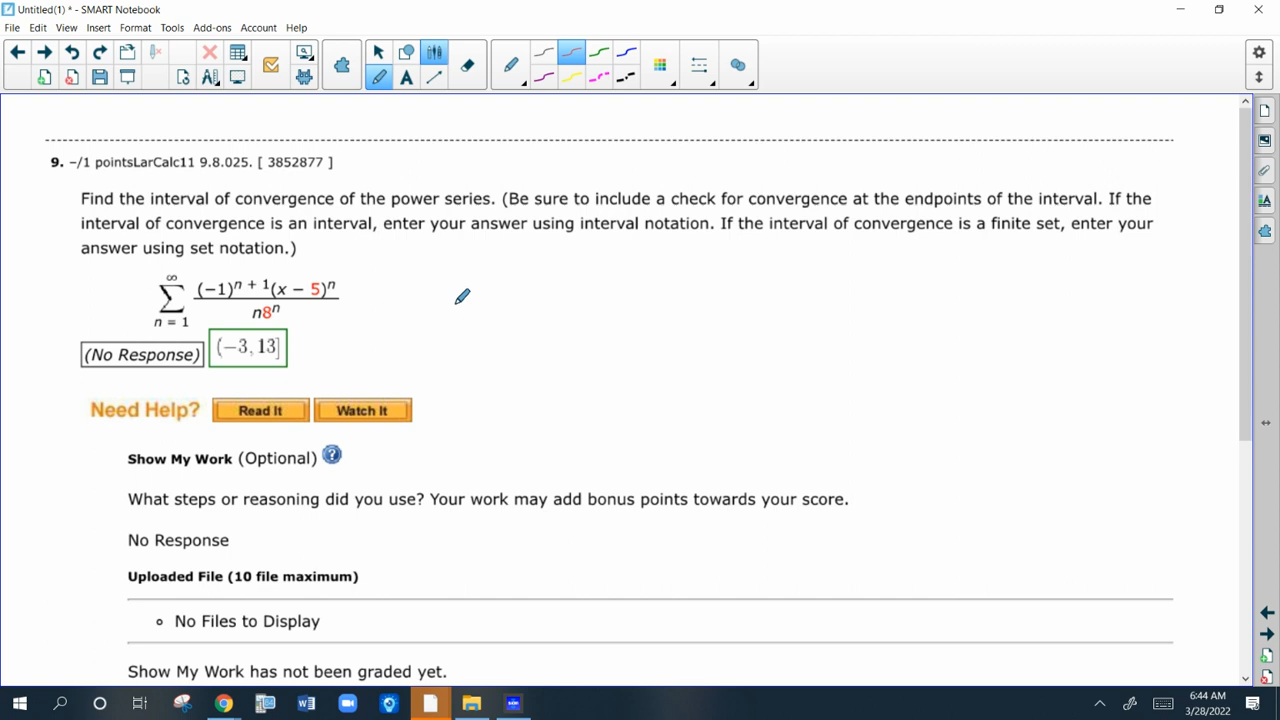 Untitled(1) * - SMART Notebook
File Edit View Insert Format Tools Add-ons Account Help
9. -/1 pointsLarCalc11 9.8.025. [ 3852877 ]
Find the interval of convergence of the power series. (Be sure to include a check for convergence at the endpoints of the interval. If the
interval of convergence is an interval, enter your answer using interval notation. If the interval of convergence is a finite set, enter your
answer using set notation.)
∞
∑ (−1)^(n + 1)(x − 5)^n
n = 1
n8^n
(No Response) (−3, 13]
Need Help? Read It Watch It
Show My Work (Optional) ?
What steps or reasoning did you use? Your work may add bonus points towards your score.
No Response
Uploaded File (10 file maximum)
No Files to Display
Show My Work has not been graded yet.
6:44 AM
3/28/2022